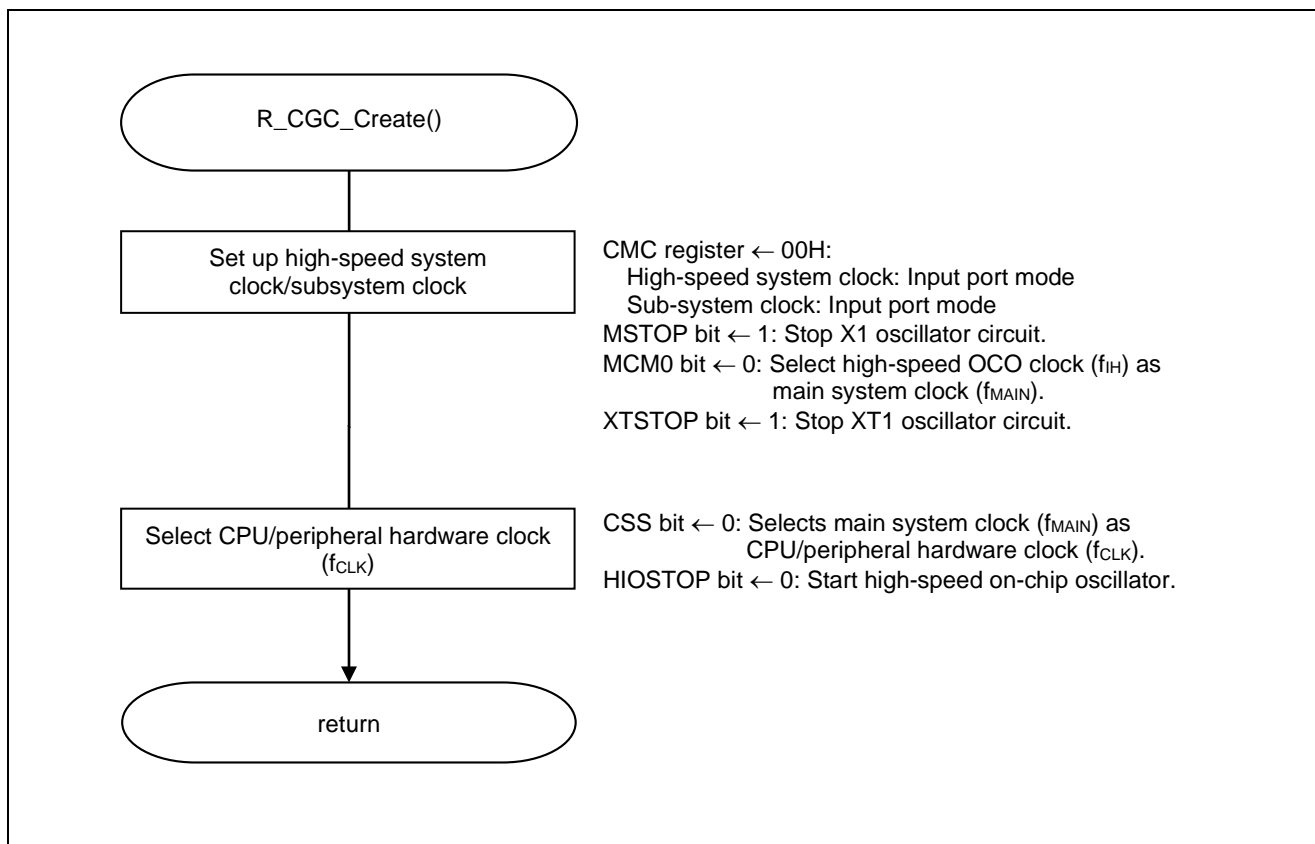 R_CGC_Create()
Set up high-speed system
clock/subsystem clock
CMC register ← 00H:
High-speed system clock: Input port mode
Sub-system clock: Input port mode
MSTOP bit ← 1: Stop X1 oscillator circuit.
MCM0 bit ← 0: Select high-speed OCO clock (fIH) as
main system clock (fMAIN).
XTSTOP bit ← 1: Stop XT1 oscillator circuit.
Select CPU/peripheral hardware clock
(fCLK)
CSS bit ← 0: Selects main system clock (fMAIN) as
CPU/peripheral hardware clock (fCLK).
HIOSTOP bit ← 0: Start high-speed on-chip oscillator.
return